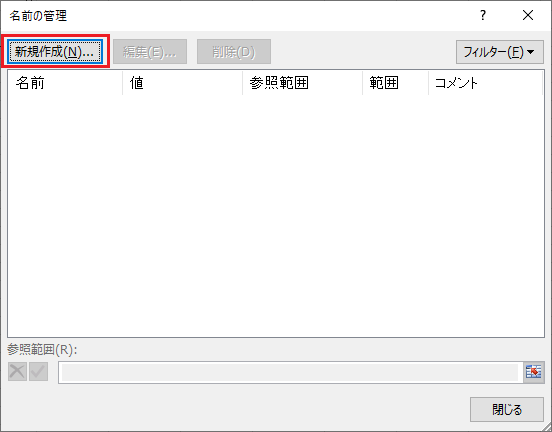 名前の管理
新規作成(N)... 編集(E)... 削除(D) フィルター(F)
名前 値 参照範囲 範囲 コメント
参照範囲(R):
閉じる